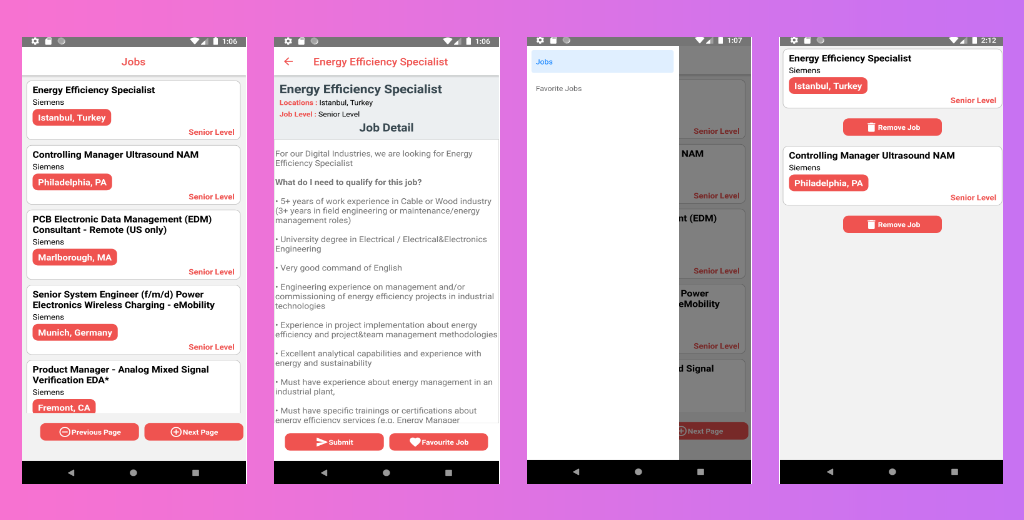 1:06
Jobs
Energy Efficiency Specialist
Siemens
Istanbul, Turkey
Senior Level
Controlling Manager Ultrasound NAM
Siemens
Philadelphia, PA
Senior Level
PCB Electronic Data Management (EDM)
Consultant - Remote (US only)
Siemens
Marlborough, MA
Senior Level
Senior System Engineer (f/m/d) Power
Electronics Wireless Charging - eMobility
Siemens
Munich, Germany
Senior Level
Product Manager - Analog Mixed Signal
Verification EDA*
Siemens
Fremont, CA
Previous Page
Next Page
1:06
Energy Efficiency Specialist
Energy Efficiency Specialist
Locations : Istanbul, Turkey
Job Level : Senior Level
Job Detail
For our Digital Industries, we are looking for Energy
Efficiency Specialist
What do I need to qualify for this job?
• 5+ years of work experience in Cable or Wood industry
(3+ years in field engineering or maintenance/energy
management roles)
• University degree in Electrical / Electrical&Electronics
Engineering
• Very good command of English
• Engineering experience on management and/or
commissioning of energy efficiency projects in industrial
technologies
• Experience in project implementation about energy
efficiency and project&team management methodologies
• Excellent analytical capabilities and experience with
energy and sustainability
• Must have experience about energy management in an
industrial plant,
• Must have specific trainings or certifications about
energy efficiency services (e.g. Energy Manager
Submit
Favourite Job
1:07
Jobs
Favorite Jobs
Senior Level
NAM
Senior Level
nt (EDM)
Senior Level
Power
eMobility
Senior Level
d Signal
Next Page
2:12
Energy Efficiency Specialist
Siemens
Istanbul, Turkey
Senior Level
Remove Job
Controlling Manager Ultrasound NAM
Siemens
Philadelphia, PA
Senior Level
Remove Job